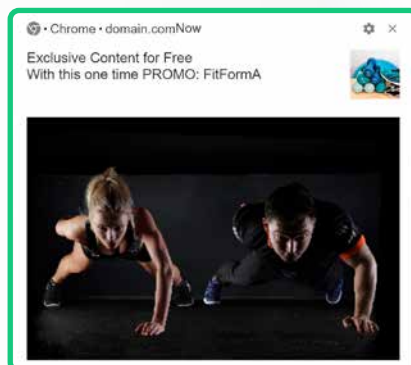 • Chrome • domain.comNow
Exclusive Content for Free
With this one time PROMO: FitFormA